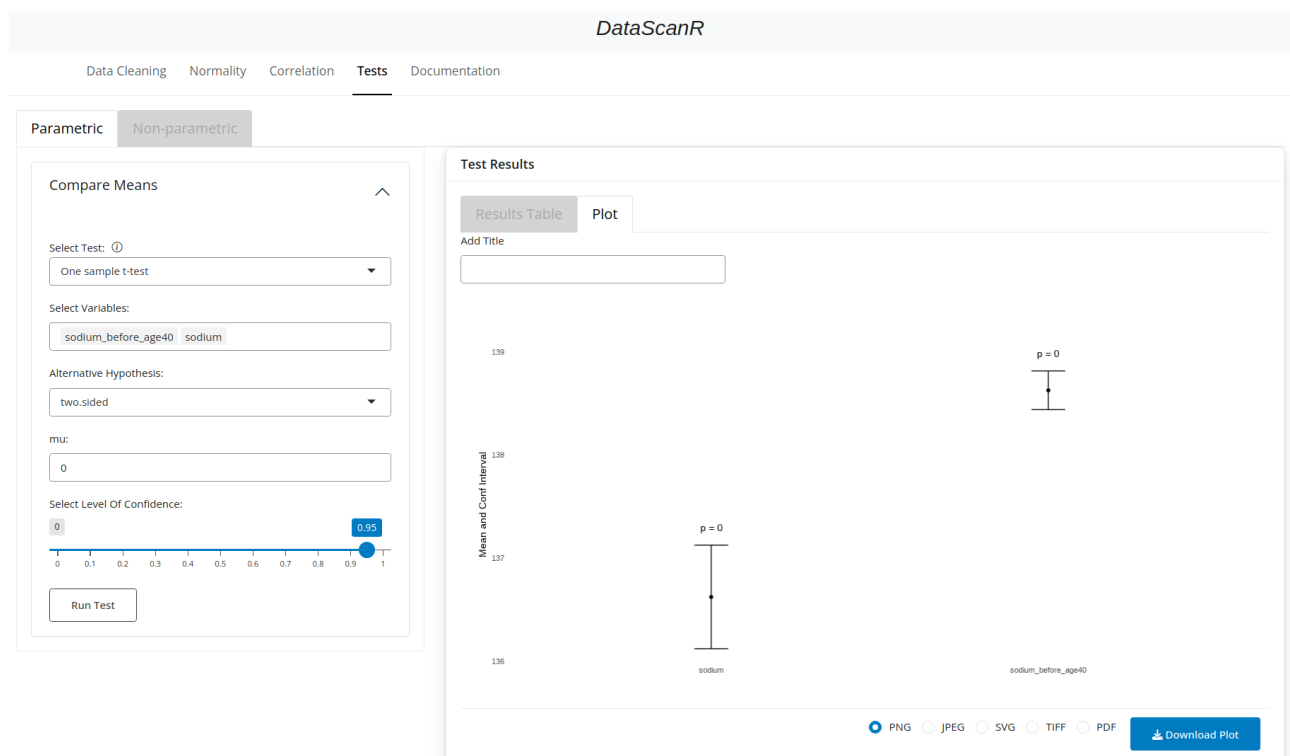 DataScanR
Data Cleaning Normality Correlation Tests Documentation
Parametric Non-parametric
Compare Means
Select Test:
One sample t-test
Select Variables:
sodium_before_age40 sodium
Alternative Hypothesis:
two.sided
mu:
0
Select Level Of Confidence:
0 0.95
0 0.1 0.2 0.3 0.4 0.5 0.6 0.7 0.8 0.9 1
Run Test
Test Results
Results Table Plot
Add Title
139
138
137
136
Mean and Conf Interval
p = 0
p = 0
sodium sodium_before_age40
PNG JPEG SVG TIFF PDF Download Plot